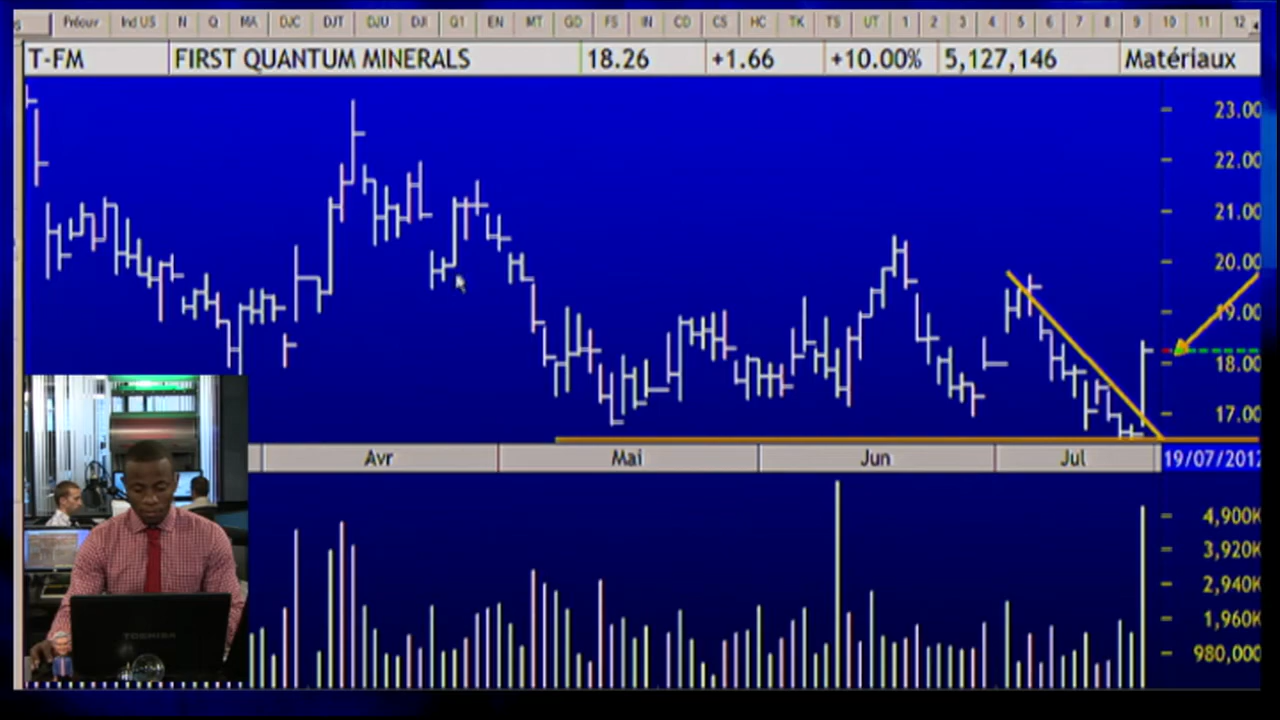 Préouv Ind US N Q MA DJC DJT DJU DJI Q1 EN MT GD FS IN CO CS HC TK TS UT 1 2 3 4 5 6 7 8 9 10 11 12
T-FM FIRST QUANTUM MINERALS 18.26 +1.66 +10.00% 5,127,146 Matériaux
23.00
22.00
21.00
20.00
19.00
18.00
17.00
Avr Mai Jun Jul 19/07/2012
4,900K
3,920K
2,940K
1,960K
980,000
TOSHIBA